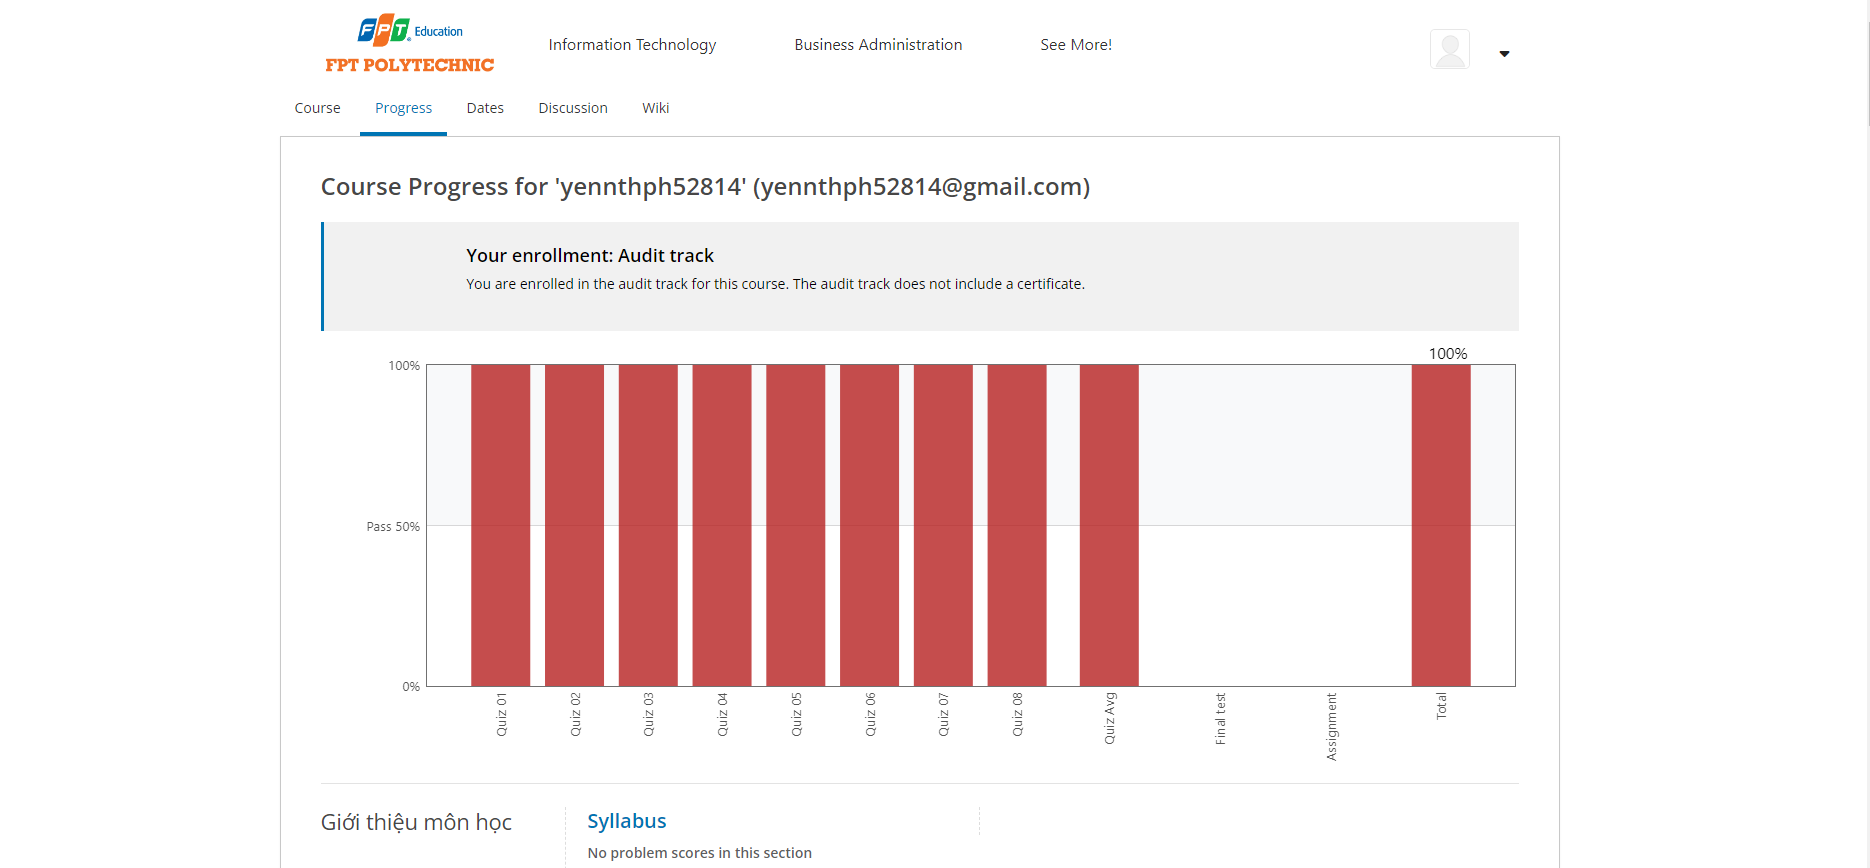 FPT Education
FPT POLYTECHNIC
Information Technology
Business Administration
See More!
Course
Progress
Dates
Discussion
Wiki
Course Progress for 'yennthph52814' (yennthph52814@gmail.com)
Your enrollment: Audit track
You are enrolled in the audit track for this course. The audit track does not include a certificate.
100%
100%
Pass 50%
0%
Quiz 01
Quiz 02
Quiz 03
Quiz 04
Quiz 05
Quiz 06
Quiz 07
Quiz 08
Quiz Avg
Final test
Assignment
Total
Giới thiệu môn học
Syllabus
No problem scores in this section